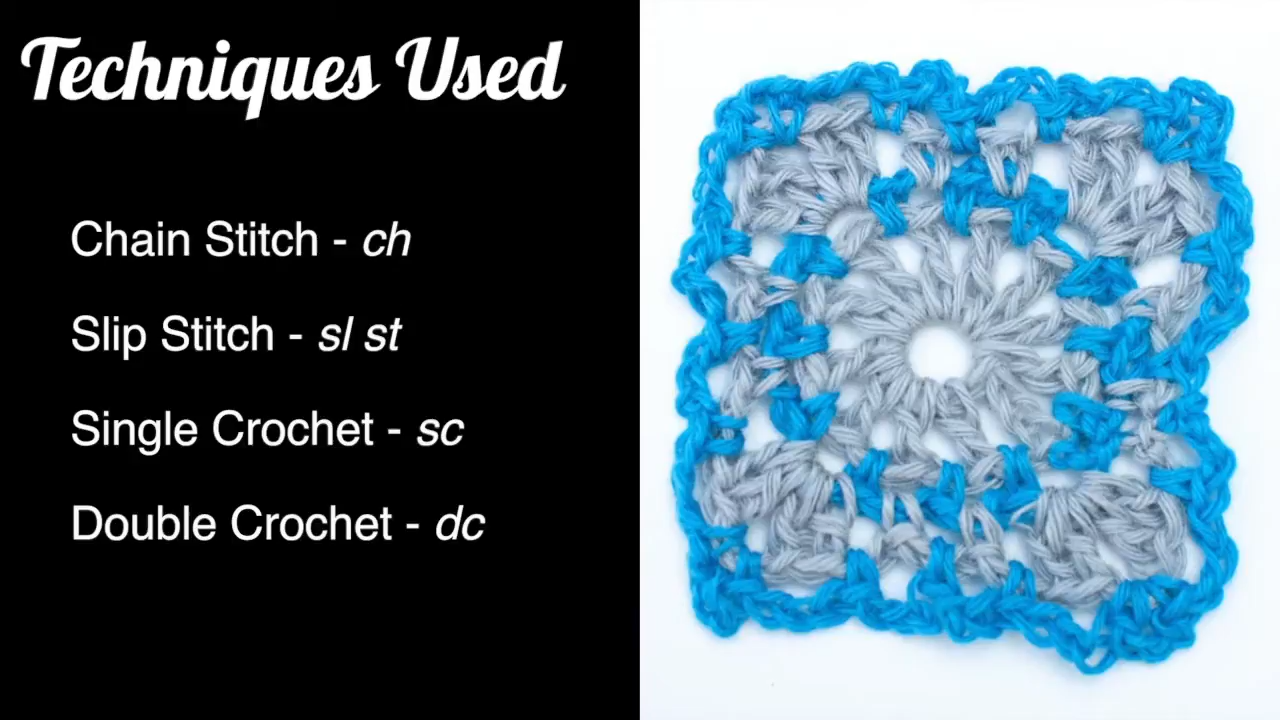 Techniques Used
Chain Stitch - ch
Slip Stitch - sl st
Single Crochet - sc
Double Crochet - dc